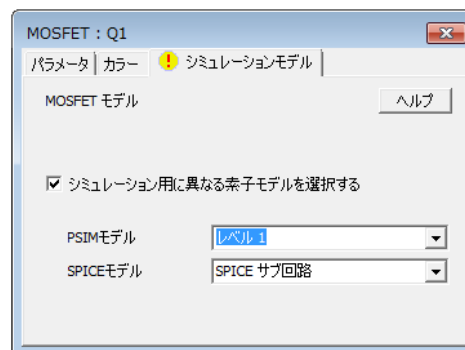 MOSFET : Q1
パラメータ カラー シミュレーションモデル
MOSFET モデル ヘルプ
シミュレーション用に異なる素子モデルを選択する
PSIMモデル レベル 1
SPICEモデル SPICE サブ回路